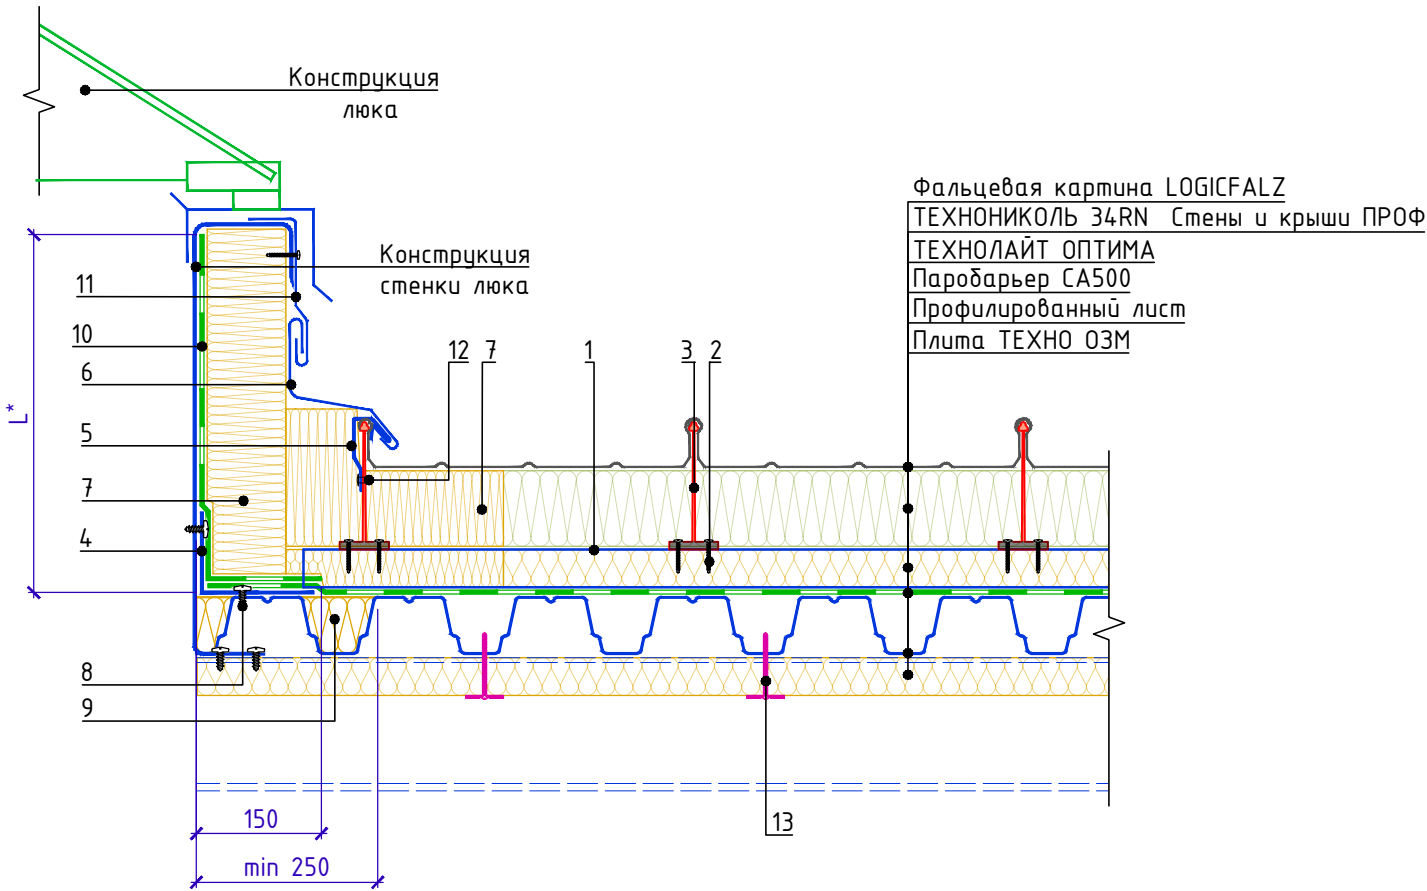 Конструкция
люка
Фальцевая картина LOGICFALZ
ТЕХНОНИКОЛЬ 34RN Стены и крыши ПРОФ
ТЕХНОЛАЙТ ОПТИМА
Паробарьер СА500
Профилированный лист
Плита ТЕХНО ОЗМ
Конструкция
стенки люка
11
10
6
5
7
4
L*
12
7
1
3
2
8
9
13
150
min 250